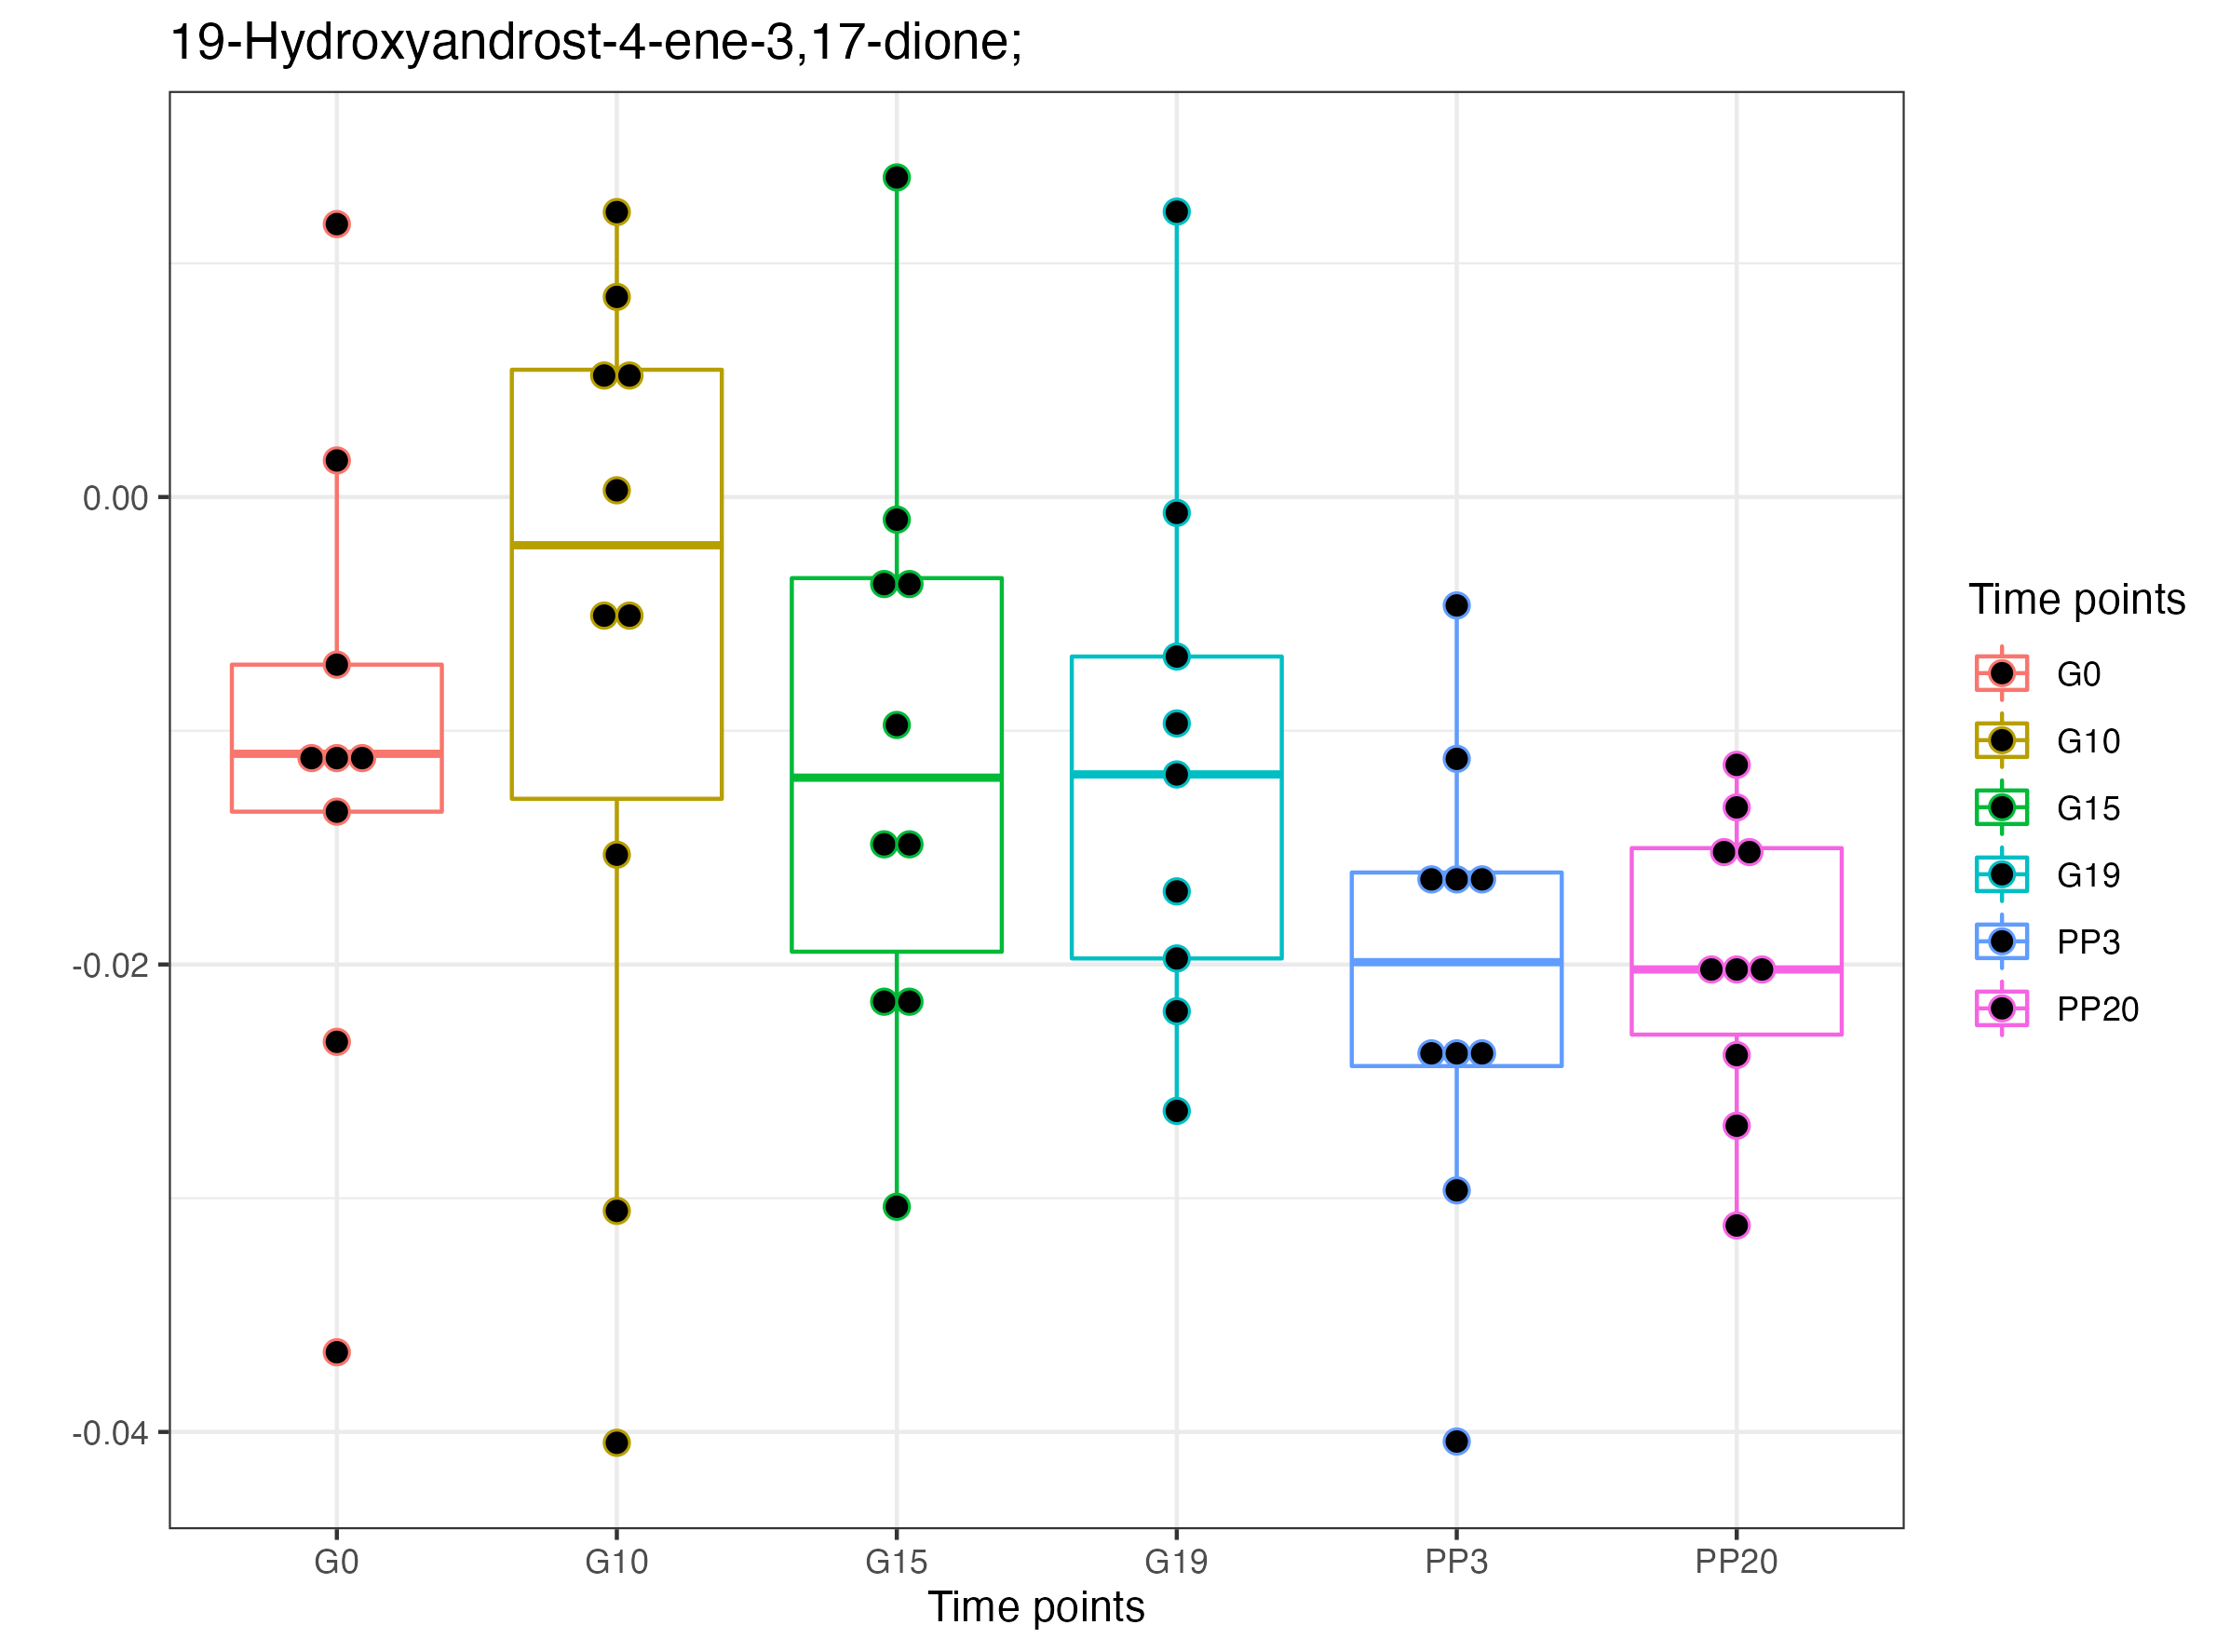 19-Hydroxyandrost-4-ene-3,17-dione;
0.00
-0.02
-0.04
G0
G10
G15
G19
PP3
PP20
Time points
Time points
G0
G10
G15
G19
PP3
PP20